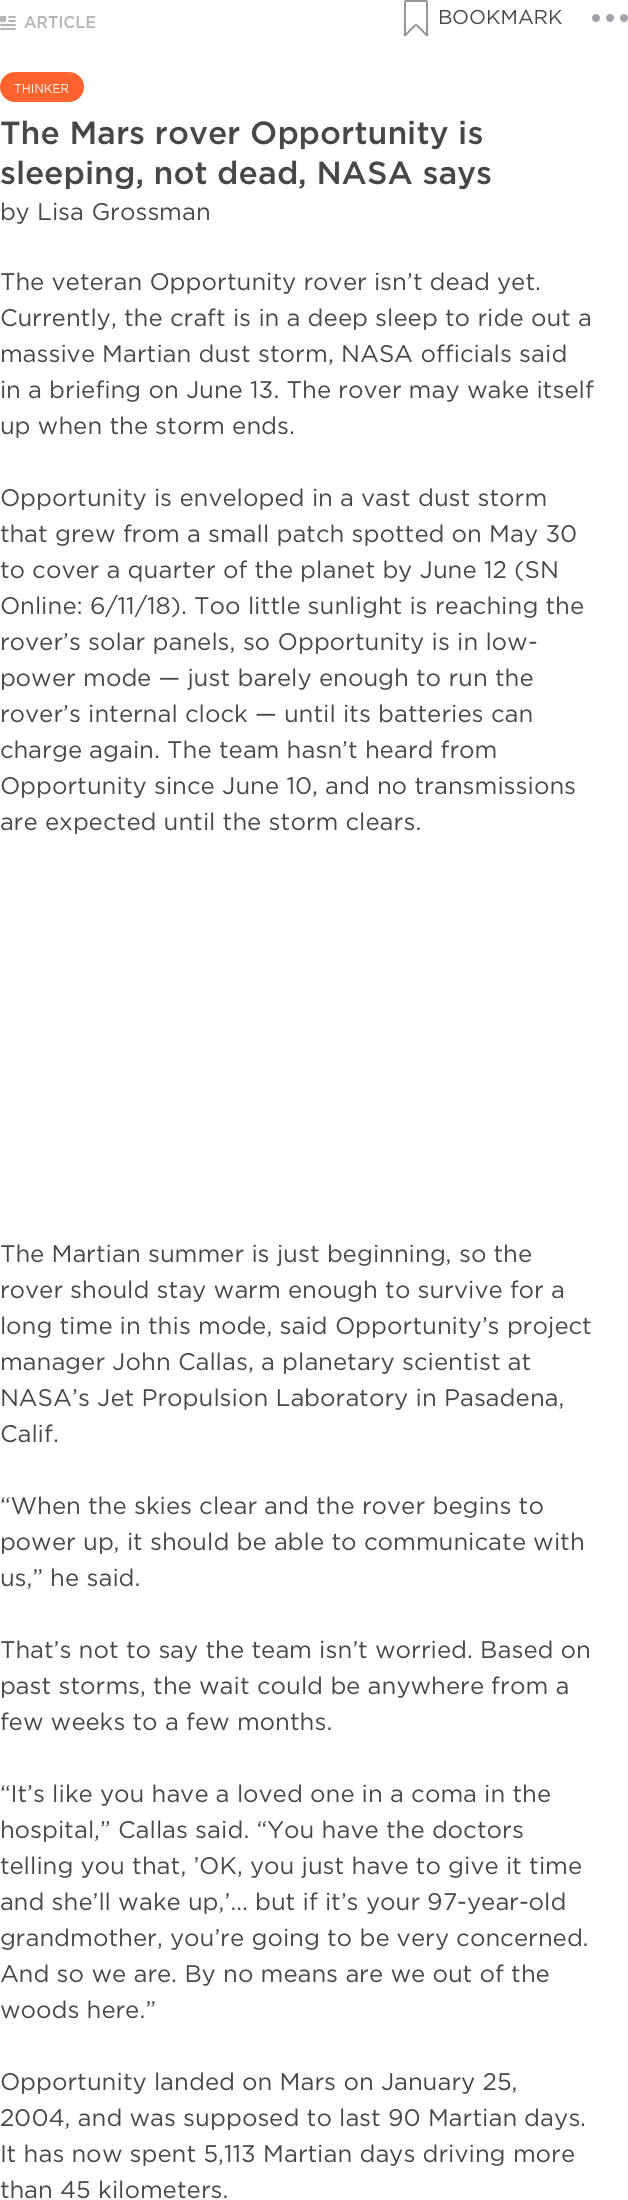 ARTICLE
BOOKMARK
THINKER
The Mars rover Opportunity is
sleeping, not dead, NASA says
by Lisa Grossman
The veteran Opportunity rover isn’t dead yet.
Currently, the craft is in a deep sleep to ride out a
massive Martian dust storm, NASA officials said
in a briefing on June 13. The rover may wake itself
up when the storm ends.
Opportunity is enveloped in a vast dust storm
that grew from a small patch spotted on May 30
to cover a quarter of the planet by June 12 (SN
Online: 6/11/18). Too little sunlight is reaching the
rover’s solar panels, so Opportunity is in low-
power mode — just barely enough to run the
rover’s internal clock — until its batteries can
charge again. The team hasn’t heard from
Opportunity since June 10, and no transmissions
are expected until the storm clears.
The Martian summer is just beginning, so the
rover should stay warm enough to survive for a
long time in this mode, said Opportunity’s project
manager John Callas, a planetary scientist at
NASA’s Jet Propulsion Laboratory in Pasadena,
Calif.
“When the skies clear and the rover begins to
power up, it should be able to communicate with
us,” he said.
That’s not to say the team isn’t worried. Based on
past storms, the wait could be anywhere from a
few weeks to a few months.
“It’s like you have a loved one in a coma in the
hospital,” Callas said. “You have the doctors
telling you that, ’OK, you just have to give it time
and she’ll wake up,’... but if it’s your 97-year-old
grandmother, you’re going to be very concerned.
And so we are. By no means are we out of the
woods here.”
Opportunity landed on Mars on January 25,
2004, and was supposed to last 90 Martian days.
It has now spent 5,113 Martian days driving more
than 45 kilometers.